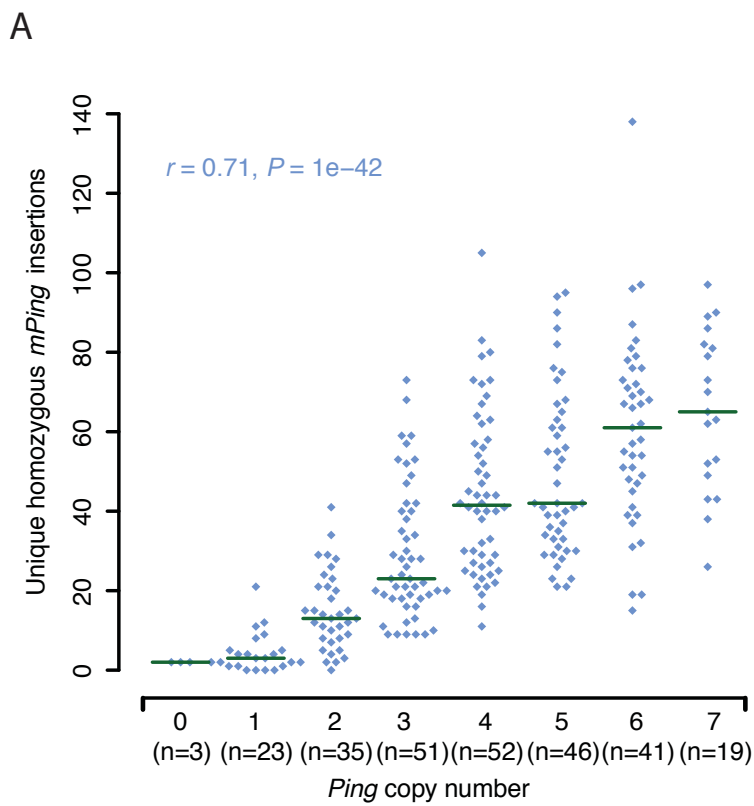 A
Unique homozygous mPing insertions
140
120
100
80
60
40
20
0
r = 0.71, P = 1e−42
0 1 2 3 4 5 6 7
(n=3) (n=23) (n=35) (n=51) (n=52) (n=46) (n=41) (n=19)
Ping copy number